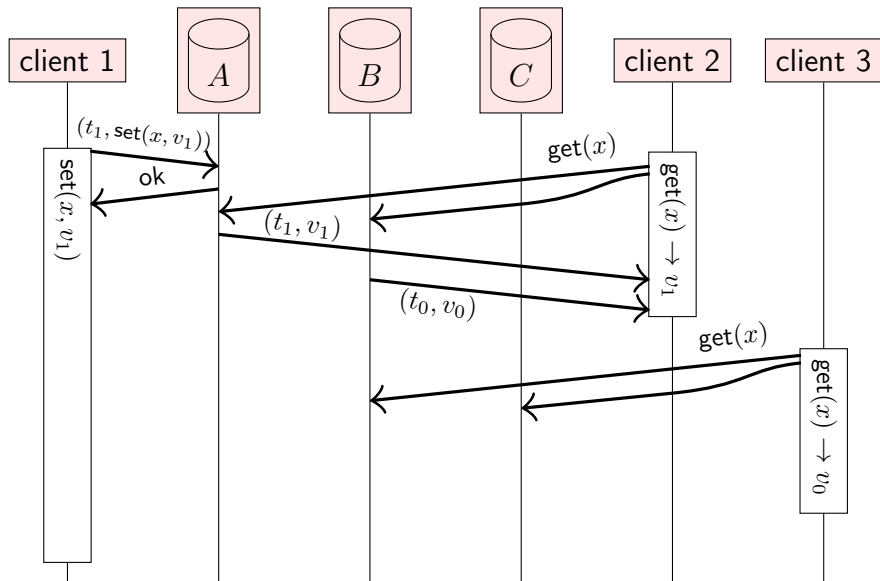 client 1
A
B
C
client 2
client 3
(t₁, set(x, v₁))
ok
set(x, v₁)
get(x)
(t₁, v₁)
(t₀, v₀)
get(x) → v₁
get(x)
get(x) → v₀